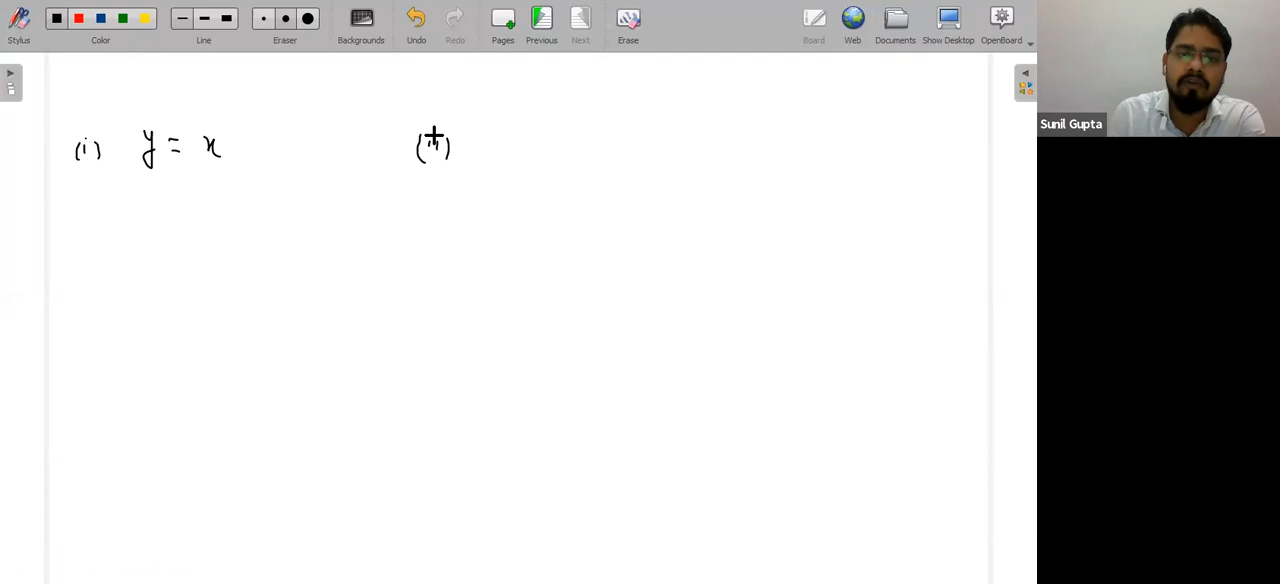 Stylus
Color
Line
Eraser
Backgrounds
Undo
Redo
Pages
Previous
Next
Erase
Board
Web
Documents
Show Desktop
OpenBoard
(i) y = x
(ii)
Sunil Gupta